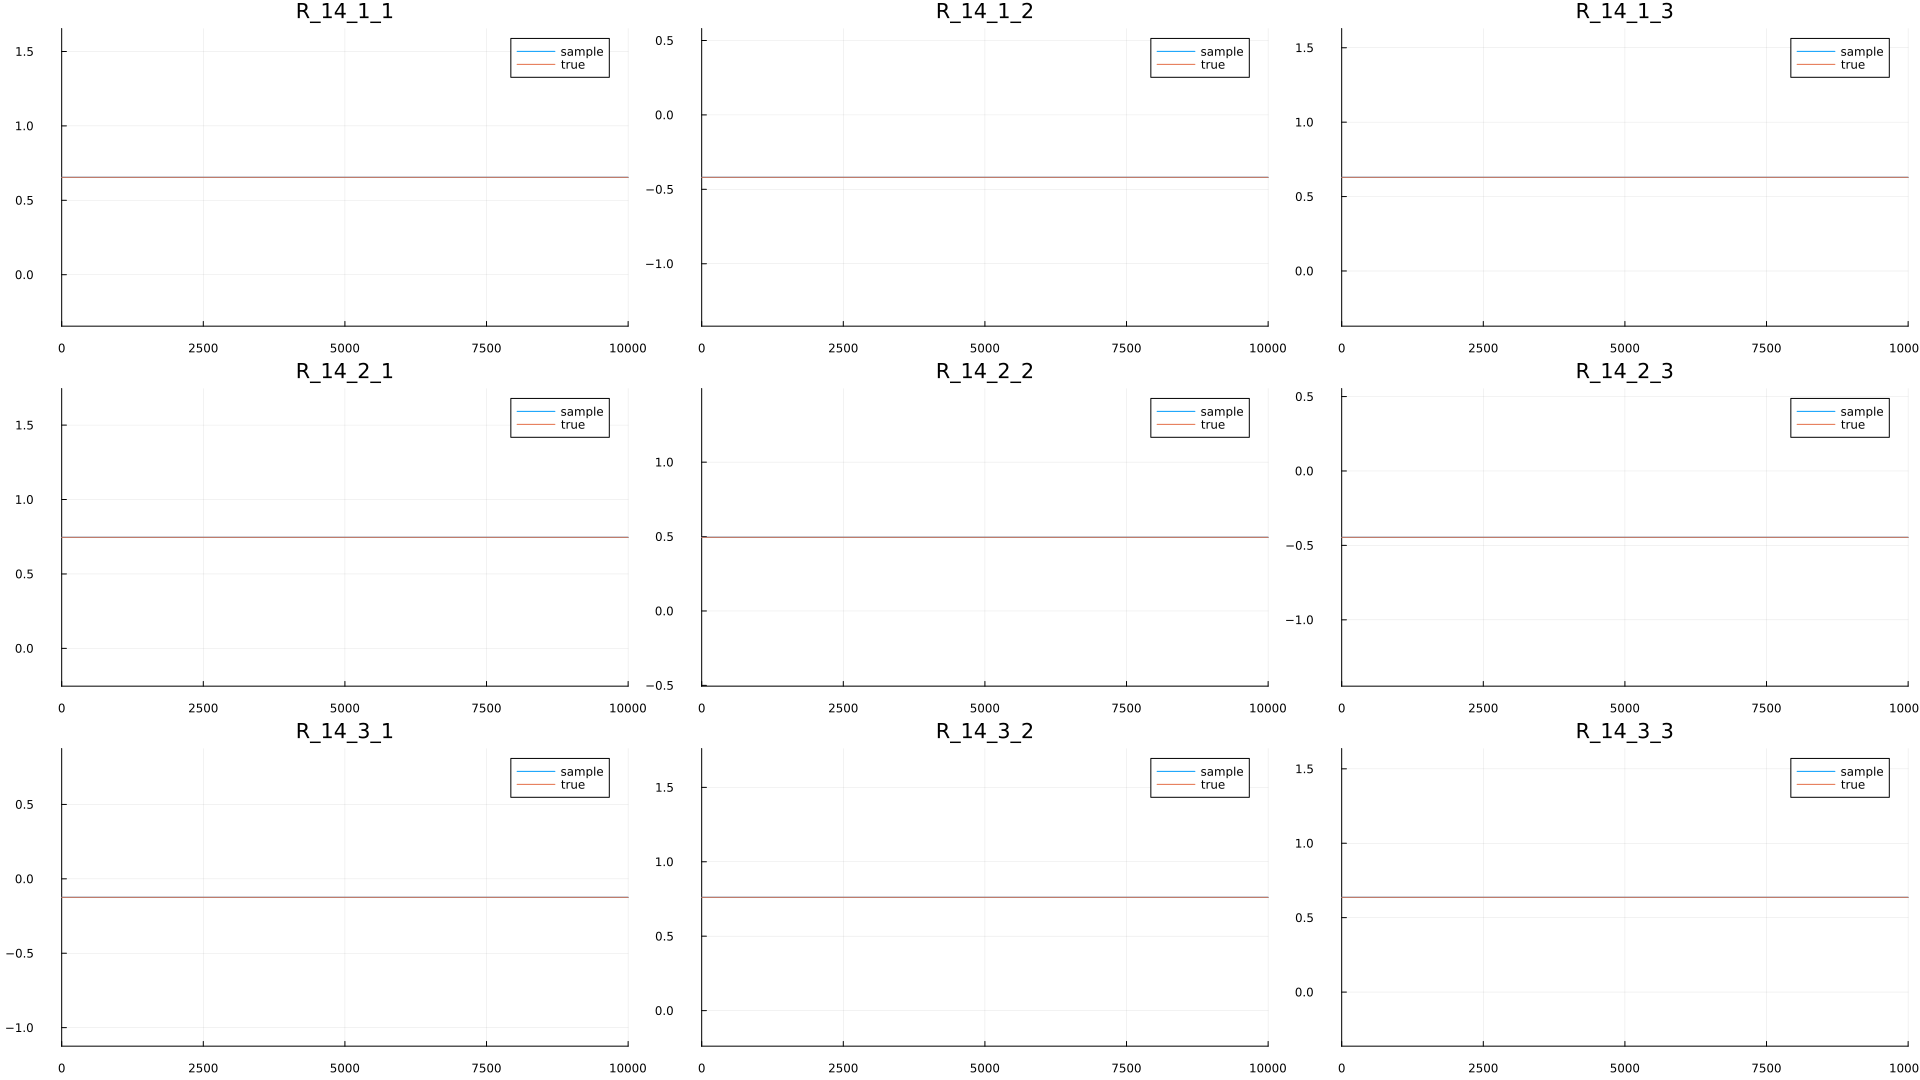 R_14_1_1 R_14_1_2 R_14_1_3
1.5 sample 0.5 sample 1.5 sample
true true true
1.0 0.0 1.0
0.5 −0.5 0.5
0.0 −1.0 0.0
0 2500 5000 7500 10000 0 2500 5000 7500 10000 0 2500 5000 7500 1000
R_14_2_1 R_14_2_2 R_14_2_3
sample sample 0.5 sample
1.5 true true true
1.0 1.0 0.0
0.5 0.5 −0.5
0.0 0.0 −1.0
−0.5
0 2500 5000 7500 10000 0 2500 5000 7500 10000 0 2500 5000 7500 1000
R_14_3_1 R_14_3_2 R_14_3_3
sample sample 1.5 sample
0.5 true 1.5 true true
0.0 1.0 1.0
−0.5 0.5 0.5
−1.0 0.0 0.0
0 2500 5000 7500 10000 0 2500 5000 7500 10000 0 2500 5000 7500 1000